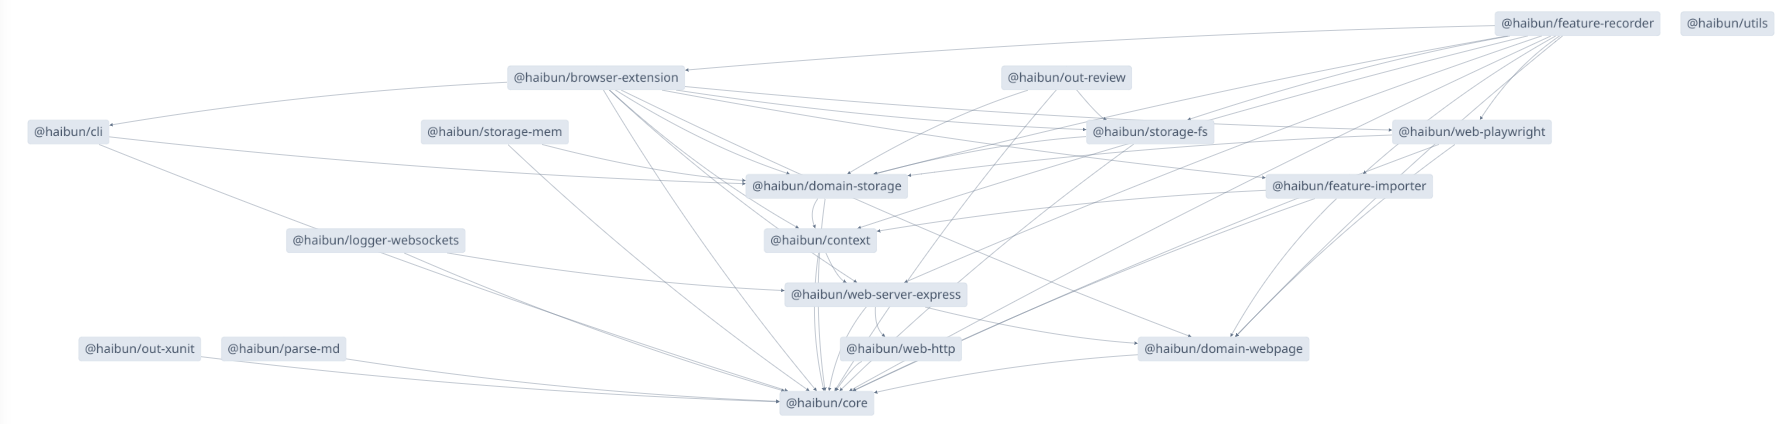 @haibun/feature-recorder
@haibun/utils
@haibun/browser-extension
@haibun/out-review
@haibun/cli
@haibun/storage-mem
@haibun/storage-fs
@haibun/web-playwright
@haibun/domain-storage
@haibun/feature-importer
@haibun/logger-websockets
@haibun/context
@haibun/web-server-express
@haibun/out-xunit
@haibun/parse-md
@haibun/web-http
@haibun/domain-webpage
@haibun/core